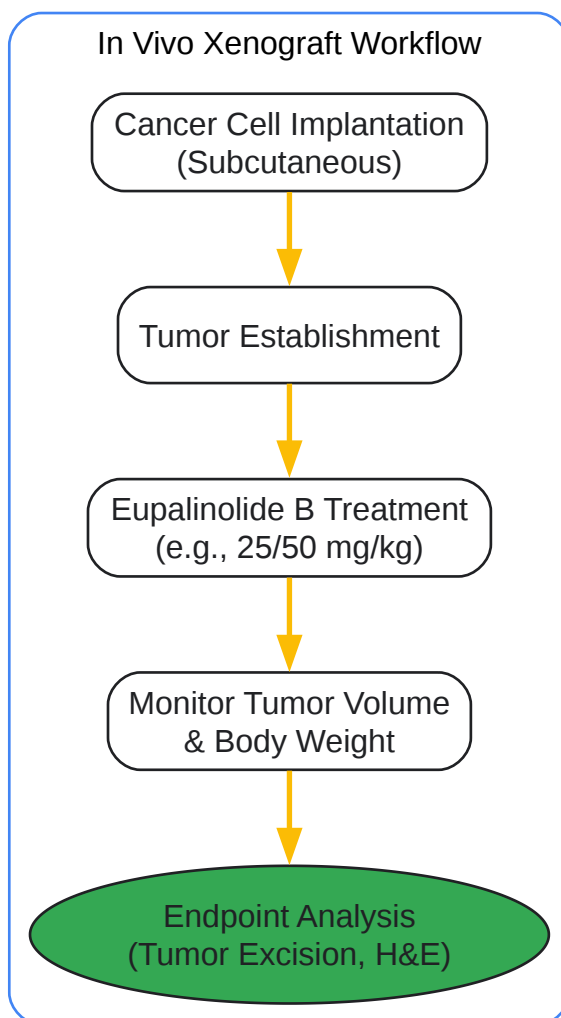 In Vivo Xenograft Workflow
Cancer Cell Implantation
(Subcutaneous)
Tumor Establishment
Eupalinolide B Treatment
(e.g., 25/50 mg/kg)
Monitor Tumor Volume
& Body Weight
Endpoint Analysis
(Tumor Excision, H&E)